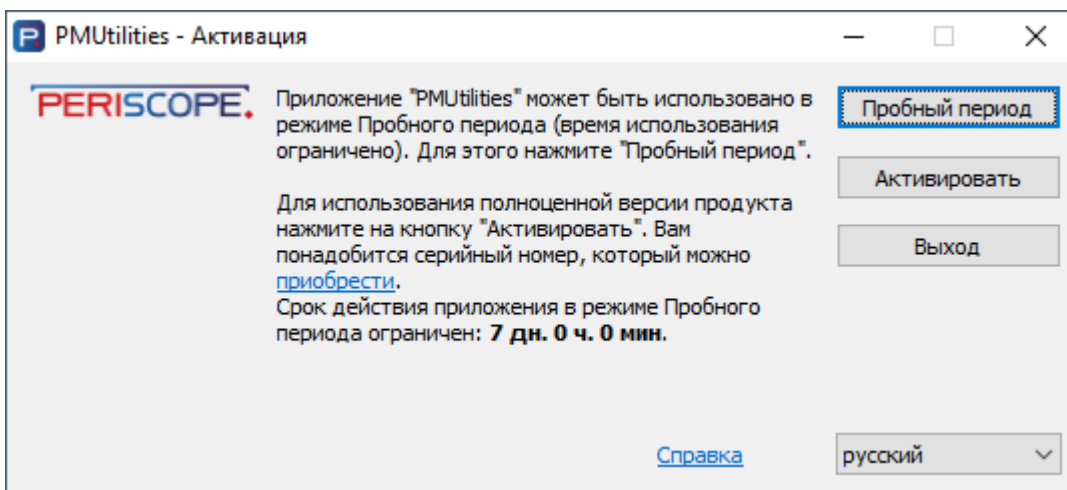 PMUtilities - Активация
PERISCOPE.
Приложение "PMUtilities" может быть использовано в
режиме Пробного периода (время использования
ограничено). Для этого нажмите "Пробный период".
Для использования полноценной версии продукта
нажмите на кнопку "Активировать". Вам
понадобится серийный номер, который можно
приобрести.
Срок действия приложения в режиме Пробного
периода ограничен: 7 дн. 0 ч. 0 мин.
Пробный период
Активировать
Выход
Справка
русский